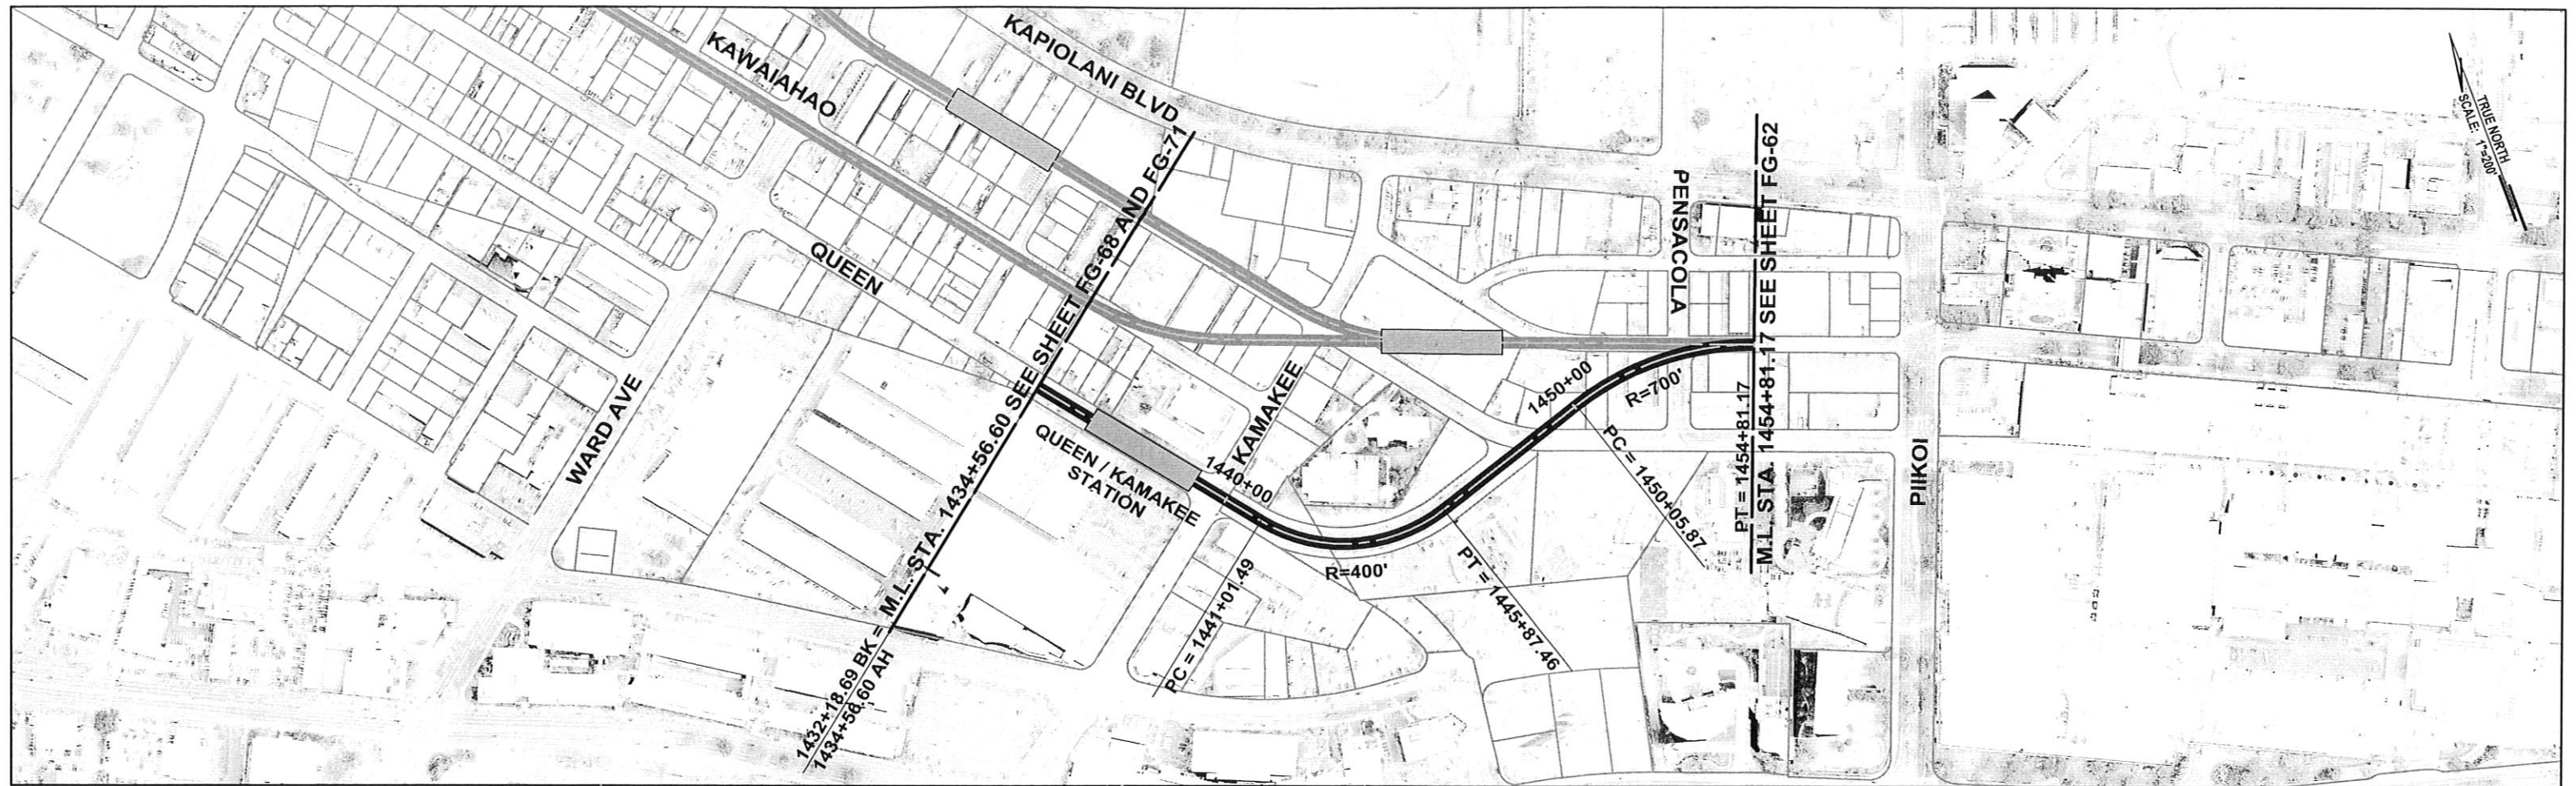 KAPIOLANI BLVD
KAWAIAHAO
TRUE NORTH
SCALE: 1"=200'
QUEEN
PENSACOLA
M.L. STA. 1454+81.17 SEE SHEET FG-62
PT = 1454+81.17
WARD AVE
KAMAKEE
1450+00
R=700'
PIIKOI
QUEEN / KAMAKEE
STATION
1440+00
PC = 1450+05.87
R=400'
PT = 1445+87.46
PC = 1441+01.49
1432+18.69 BK = M.L. STA. 1434+56.60 SEE SHEET FG-68 AND FG-71
1434+56.60 AH